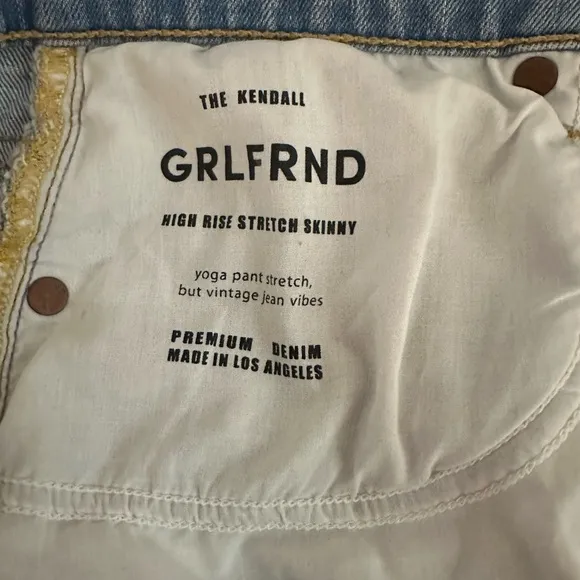 THE KENDALL
GRLFRND
HIGH RISE STRETCH SKINNY
yoga pant stretch,
but vintage jean vibes
PREMIUM DENIM
MADE IN LOS ANGELES